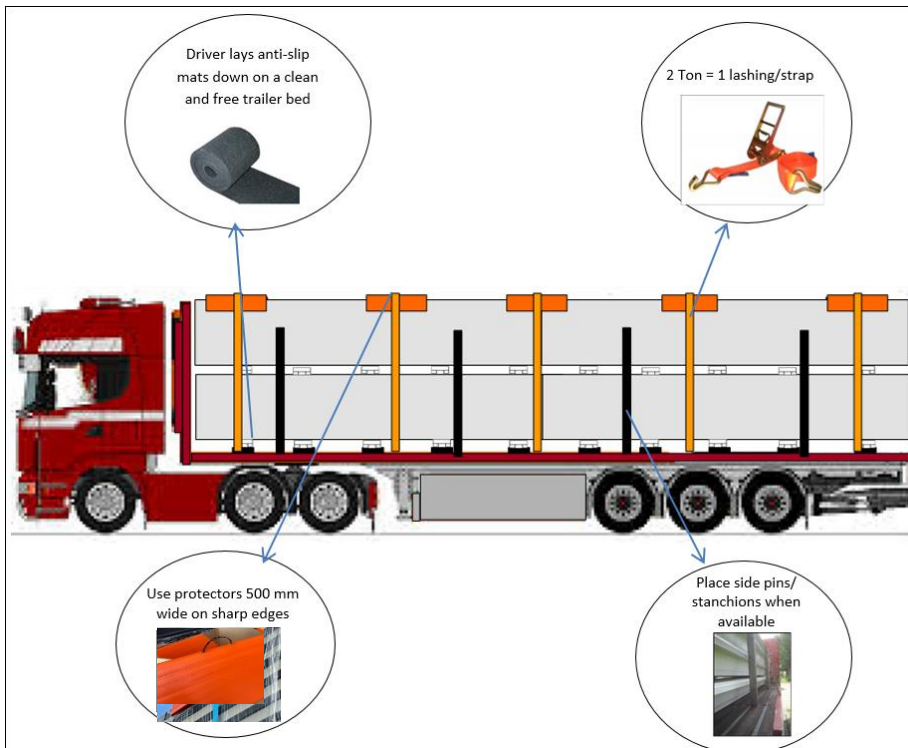 Driver lays anti-slip
mats down on a clean
and free trailer bed
2 Ton = 1 lashing/strap
Use protectors 500 mm
wide on sharp edges
Place side pins/
stanchions when
available